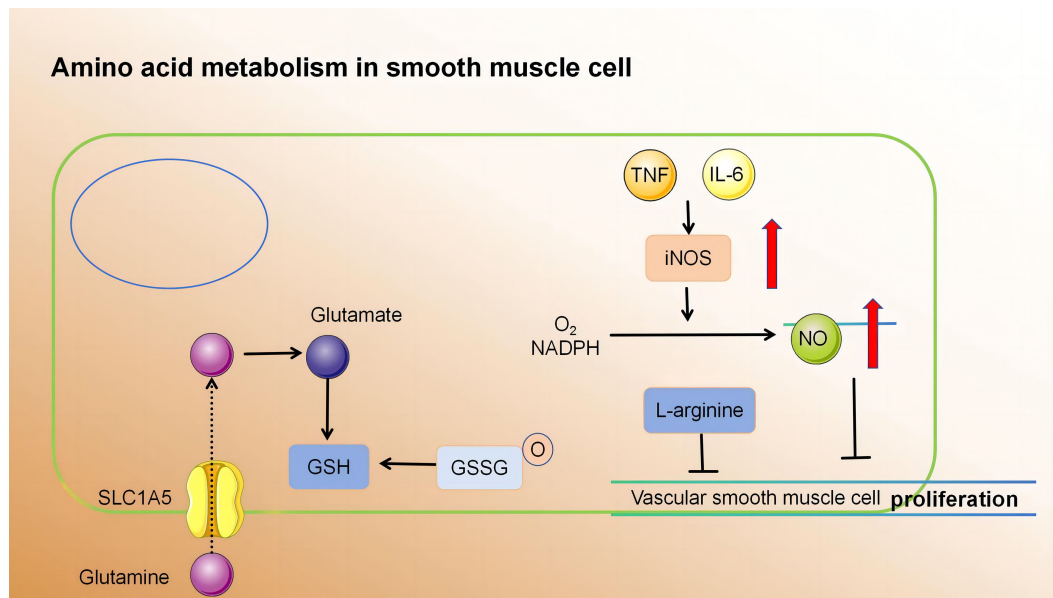 Amino acid metabolism in smooth muscle cell
TNF
IL-6
iNOS
Glutamate
O₂
NADPH
NO
L-arginine
GSH
GSSG
O
SLC1A5
Vascular smooth muscle cell proliferation
Glutamine